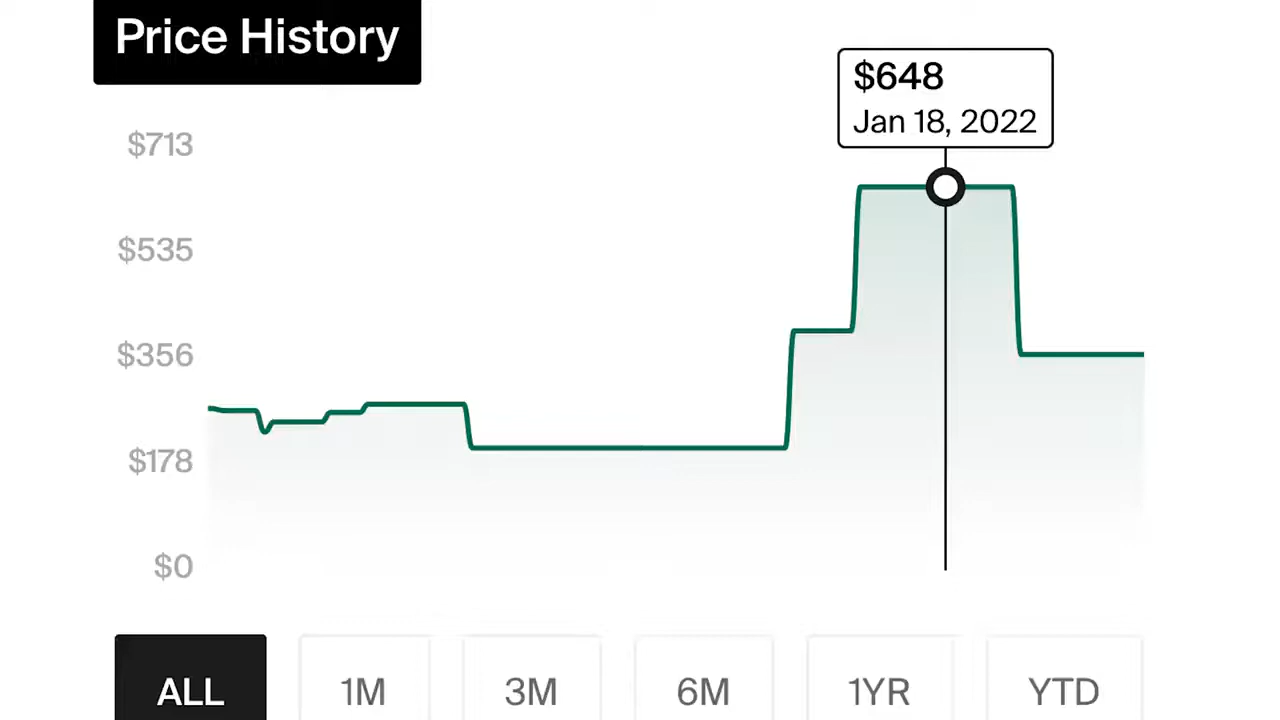 Price History
$648
Jan 18, 2022
$713
$535
$356
$178
$0
ALL
1M
3M
6M
1YR
YTD